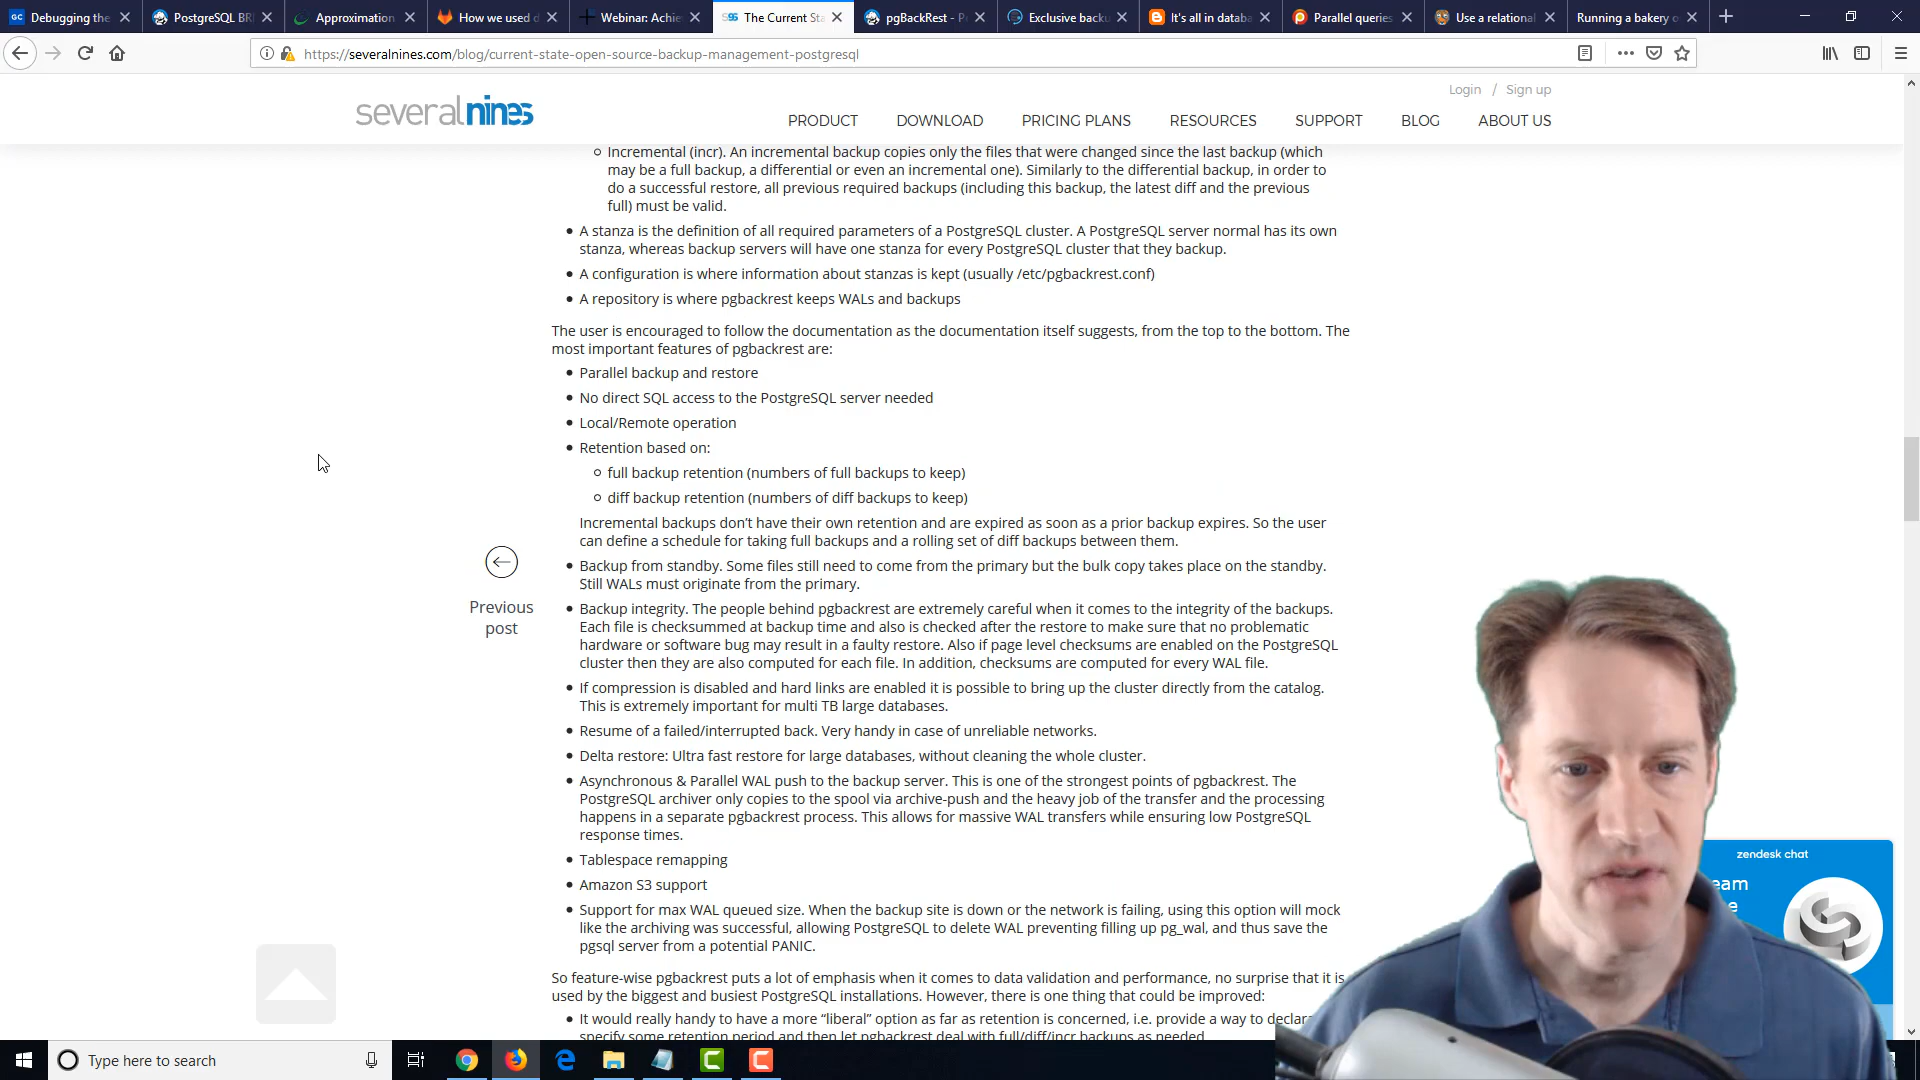 Debugging the
PostgreSQL BRI
Approximation
How we used d
Webinar: Achie
The Current Sta
pgBackRest - P
Exclusive backu
It's all in databa
Parallel queries
Use a relational
Running a bakery o
https://severalnines.com/blog/current-state-open-source-backup-management-postgresql
Login / Sign up
severalnines
PRODUCT DOWNLOAD PRICING PLANS RESOURCES SUPPORT BLOG ABOUT US
Incremental (incr). An incremental backup copies only the files that were changed since the last backup (which
may be a full backup, a differential or even an incremental one). Similarly to the differential backup, in order to
do a successful restore, all previous required backups (including this backup, the latest diff and the previous
full) must be valid.
A stanza is the definition of all required parameters of a PostgreSQL cluster. A PostgreSQL server normal has its own
stanza, whereas backup servers will have one stanza for every PostgreSQL cluster that they backup.
A configuration is where information about stanzas is kept (usually /etc/pgbackrest.conf)
A repository is where pgbackrest keeps WALs and backups
The user is encouraged to follow the documentation as the documentation itself suggests, from the top to the bottom. The
most important features of pgbackrest are:
Parallel backup and restore
No direct SQL access to the PostgreSQL server needed
Local/Remote operation
Retention based on:
full backup retention (numbers of full backups to keep)
diff backup retention (numbers of diff backups to keep)
Incremental backups don't have their own retention and are expired as soon as a prior backup expires. So the user
can define a schedule for taking full backups and a rolling set of diff backups between them.
Backup from standby. Some files still need to come from the primary but the bulk copy takes place on the standby.
Still WALs must originate from the primary.
Backup integrity. The people behind pgbackrest are extremely careful when it comes to the integrity of the backups.
Each file is checksummed at backup time and also is checked after the restore to make sure that no problematic
hardware or software bug may result in a faulty restore. Also if page level checksums are enabled on the PostgreSQL
cluster then they are also computed for each file. In addition, checksums are computed for every WAL file.
If compression is disabled and hard links are enabled it is possible to bring up the cluster directly from the catalog.
This is extremely important for multi TB large databases.
Resume of a failed/interrupted back. Very handy in case of unreliable networks.
Delta restore: Ultra fast restore for large databases, without cleaning the whole cluster.
Asynchronous & Parallel WAL push to the backup server. This is one of the strongest points of pgbackrest. The
PostgreSQL archiver only copies to the spool via archive-push and the heavy job of the transfer and the processing
happens in a separate pgbackrest process. This allows for massive WAL transfers while ensuring low PostgreSQL
response times.
Tablespace remapping
Amazon S3 support
Support for max WAL queued size. When the backup site is down or the network is failing, using this option will mock
like the archiving was successful, allowing PostgreSQL to delete WAL preventing filling up pg_wal, and thus save the
pgsql server from a potential PANIC.
So feature-wise pgbackrest puts a lot of emphasis when it comes to data validation and performance, no surprise that it is
used by the biggest and busiest PostgreSQL installations. However, there is one thing that could be improved:
It would really handy to have a more “liberal” option as far as retention is concerned, i.e. provide a way to declar
specify some retention period and then let pgbackrest deal with full/diff/incr backups as needed.
Previous
post
zendesk chat
eam
e
Type here to search